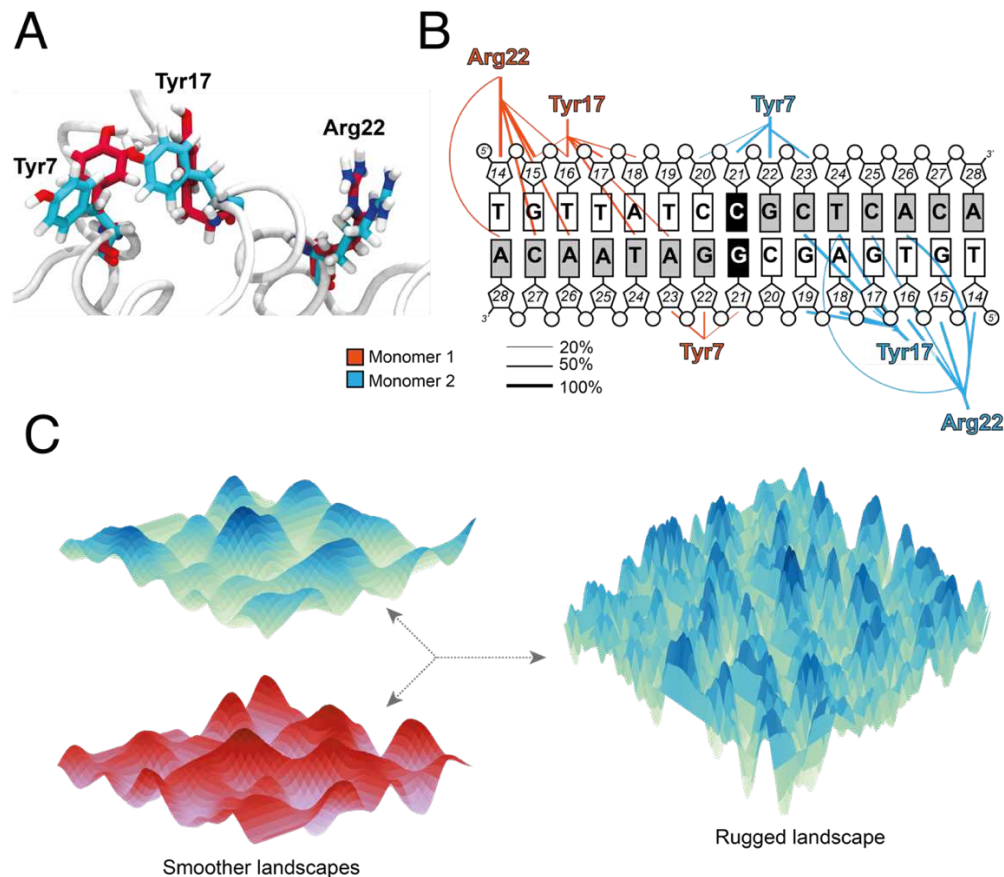 A
Tyr17
Arg22
Tyr7
Monomer 1
Monomer 2
B
Arg22
Tyr17
Tyr7
5' 3'
14 15 16 17 18 19 20 21 22 23 24 25 26 27 28
T G T T A T C C G C T C A C A
A C A A T A G G C G A G T G T
28 27 26 25 24 23 22 21 20 19 18 17 16 15 14
3' 5'
20%
50%
100%
Tyr7
Tyr17
Arg22
C
Smoother landscapes
Rugged landscape